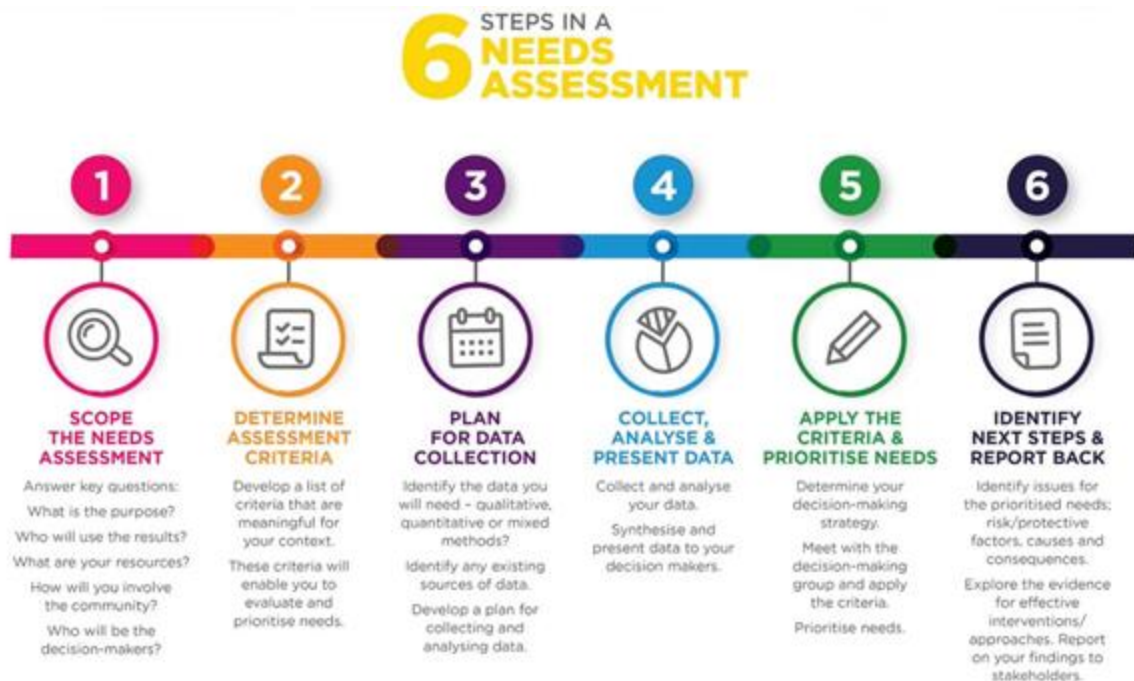 6
STEPS IN A
NEEDS
ASSESSMENT
1
2
3
4
5
6
SCOPE
THE NEEDS
ASSESSMENT
Answer key questions:
What is the purpose?
Who will use the results?
What are your resources?
How will you involve
the community?
Who will be the
decision-makers?
DETERMINE
ASSESSMENT
CRITERIA
Develop a list of
criteria that are
meaningful for
your context.
These criteria will
enable you to
evaluate and
prioritise needs.
PLAN
FOR DATA
COLLECTION
Identify the data you
will need – qualitative,
quantitative or mixed
methods?
Identify any existing
sources of data.
Develop a plan for
collecting and
analysing data.
COLLECT,
ANALYSE &
PRESENT DATA
Collect and analyse
your data.
Synthesise and
present data to your
decision makers.
APPLY THE
CRITERIA &
PRIORITISE NEEDS
Determine your
decision-making
strategy.
Meet with the
decision-making
group and apply
the criteria.
Prioritise needs.
IDENTIFY
NEXT STEPS &
REPORT BACK
Identify issues for
the prioritised needs;
risk/protective
factors, causes and
consequences.
Explore the evidence
for effective
interventions/
approaches. Report
on your findings to
stakeholders.